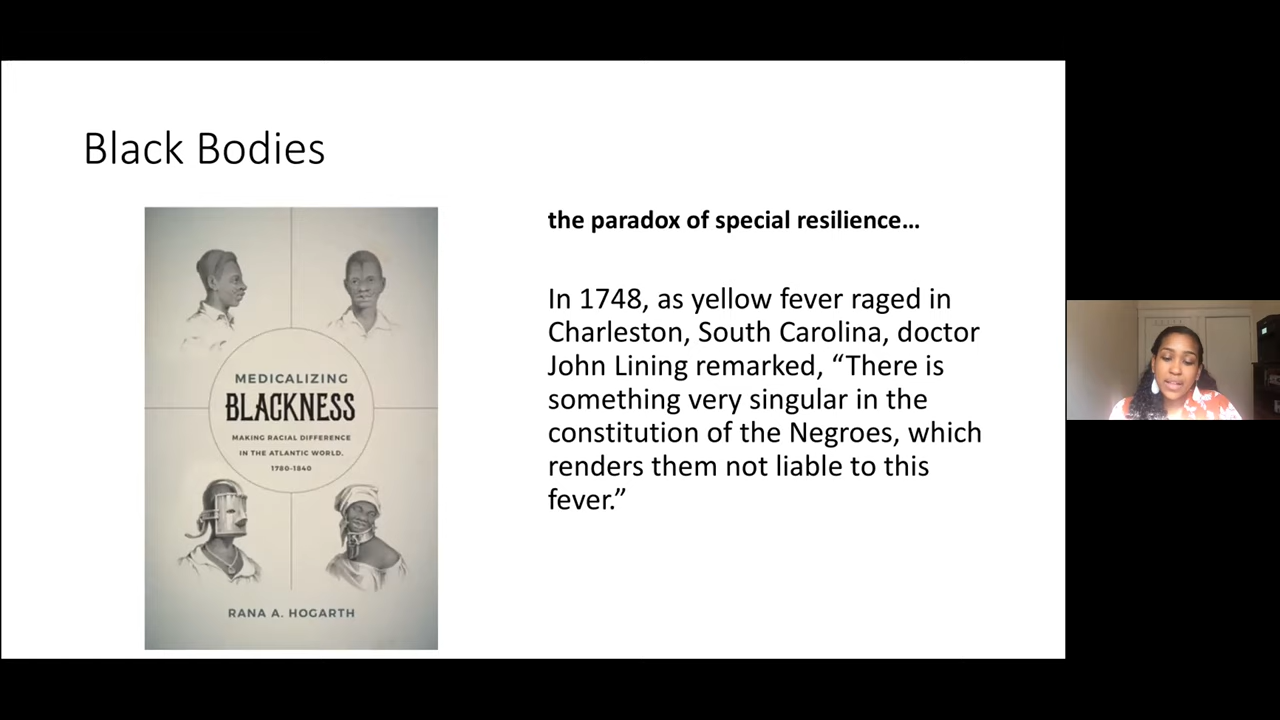 Black Bodies
MEDICALIZING
BLACKNESS
MAKING RACIAL DIFFERENCE
IN THE ATLANTIC WORLD,
1780-1840
RANA A. HOGARTH
the paradox of special resilience...
In 1748, as yellow fever raged in
Charleston, South Carolina, doctor
John Lining remarked, “There is
something very singular in the
constitution of the Negroes, which
renders them not liable to this
fever.”